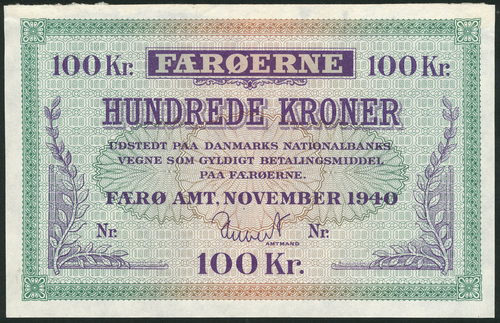 100 Kr. FÆRØERNE 100 Kr.
HUNDREDE KRONER
UDSTEDT PAA DANMARKS NATIONALBANKS
VEGNE SOM GYLDIGT BETALINGSMIDDEL
PAA FÆRØERNE.
FÆRØ AMT, NOVEMBER 1940
Nr. Nr.
AMTMAND
100 Kr.